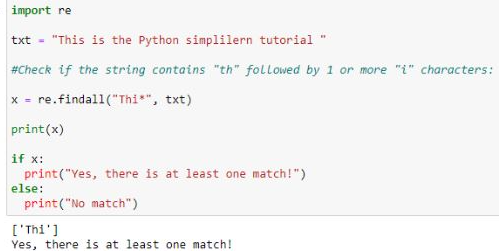 import re
txt = "This is the Python simplilern tutorial "
#Check if the string contains "th" followed by 1 or more "i" characters:
x = re.findall("Thi*", txt)
print(x)
if x:
  print("Yes, there is at least one match!")
else:
  print("No match")
['Thi']
Yes, there is at least one match!